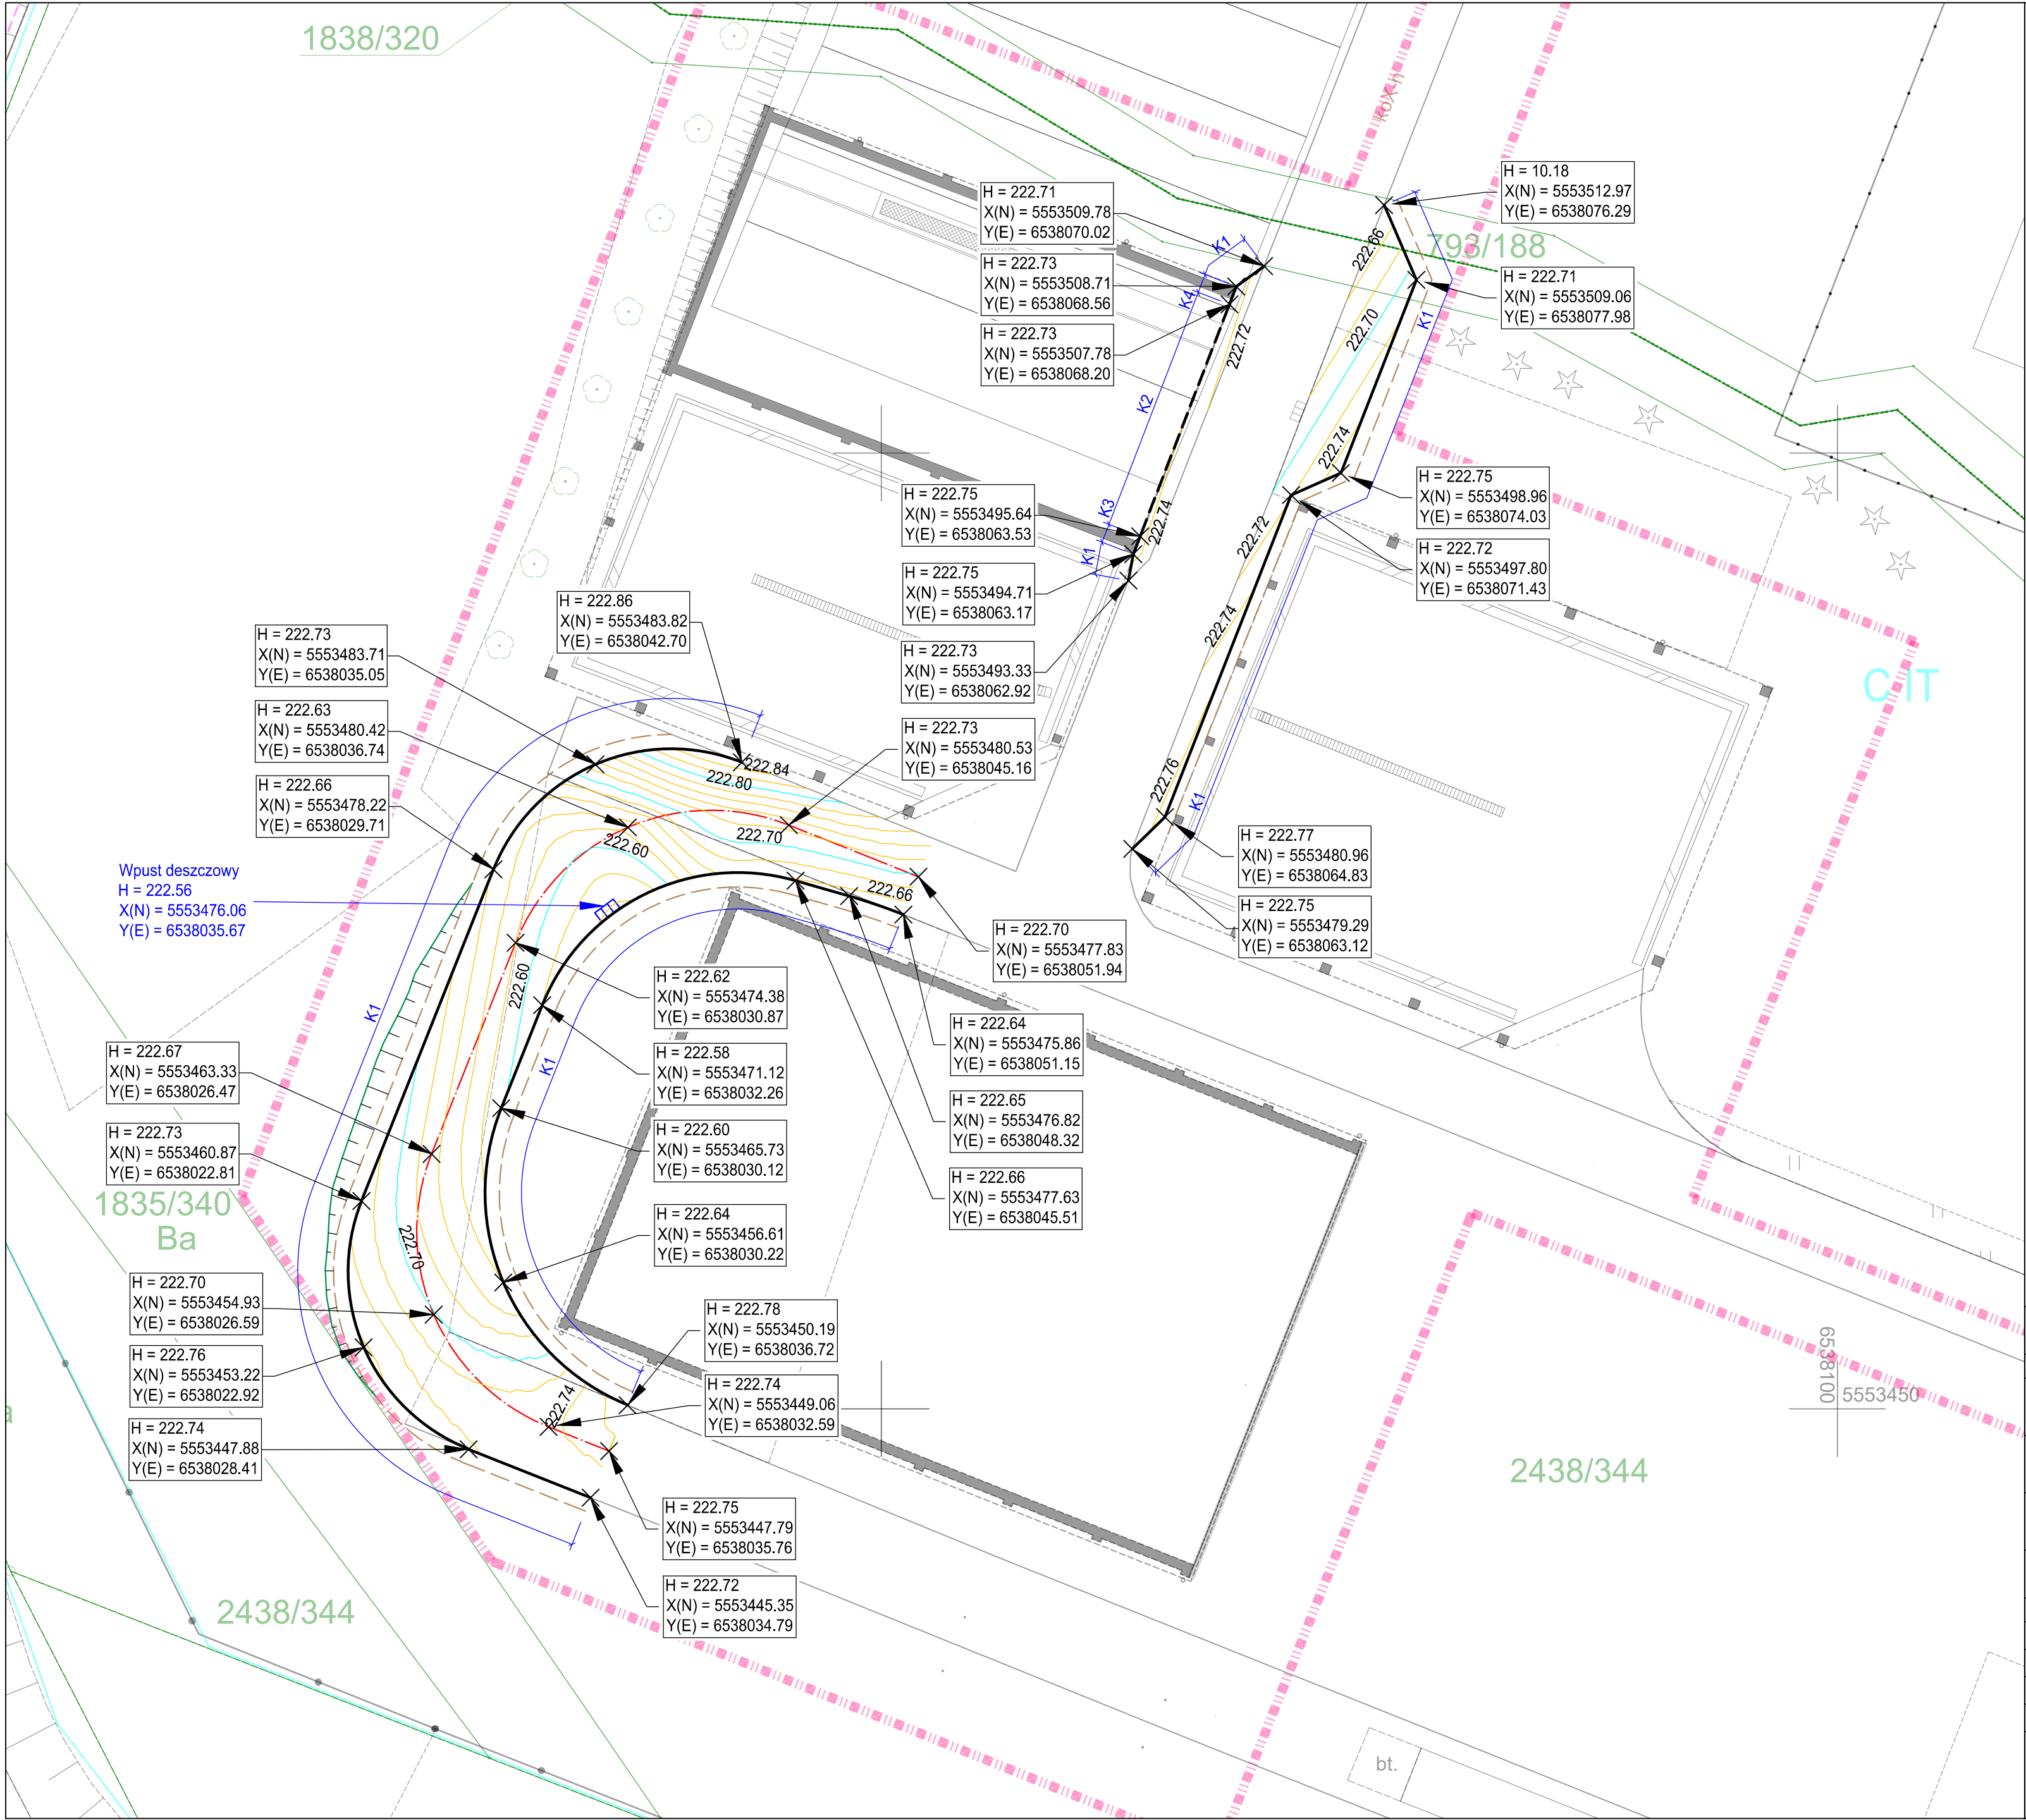 1838/320
koX-h
H = 10.18
X(N) = 5553512.97
Y(E) = 6538076.29
H = 222.71
X(N) = 5553509.78
Y(E) = 6538070.02
222.66
793/188
K1
H = 222.73
X(N) = 5553508.71
Y(E) = 6538068.56
H = 222.71
X(N) = 5553509.06
Y(E) = 6538077.98
K4
K1
222.70
222.72
H = 222.73
X(N) = 5553507.78
Y(E) = 6538068.20
K2
222.74
H = 222.75
X(N) = 5553498.96
Y(E) = 6538074.03
H = 222.75
X(N) = 5553495.64
Y(E) = 6538063.53
K3
222.74
222.72
H = 222.72
X(N) = 5553497.80
Y(E) = 6538071.43
K1
H = 222.75
X(N) = 5553494.71
Y(E) = 6538063.17
H = 222.86
X(N) = 5553483.82
Y(E) = 6538042.70
222.74
H = 222.73
X(N) = 5553483.71
Y(E) = 6538035.05
H = 222.73
X(N) = 5553493.33
Y(E) = 6538062.92
C IT
H = 222.63
X(N) = 5553480.42
Y(E) = 6538036.74
H = 222.73
X(N) = 5553480.53
Y(E) = 6538045.16
222.84
222.80
222.76
K1
H = 222.66
X(N) = 5553478.22
Y(E) = 6538029.71
222.70
222.60
H = 222.77
X(N) = 5553480.96
Y(E) = 6538064.83
Wpust deszczowy
H = 222.56
X(N) = 5553476.06
Y(E) = 6538035.67
222.66
H = 222.75
X(N) = 5553479.29
Y(E) = 6538063.12
H = 222.70
X(N) = 5553477.83
Y(E) = 6538051.94
222.60
K1
H = 222.62
X(N) = 5553474.38
Y(E) = 6538030.87
H = 222.64
X(N) = 5553475.86
Y(E) = 6538051.15
H = 222.67
X(N) = 5553463.33
Y(E) = 6538026.47
H = 222.58
X(N) = 5553471.12
Y(E) = 6538032.26
K1
H = 222.65
X(N) = 5553476.82
Y(E) = 6538048.32
H = 222.73
X(N) = 5553460.87
Y(E) = 6538022.81
H = 222.60
X(N) = 5553465.73
Y(E) = 6538030.12
H = 222.66
X(N) = 5553477.63
Y(E) = 6538045.51
1835/340
Ba
222.70
H = 222.64
X(N) = 5553456.61
Y(E) = 6538030.22
H = 222.70
X(N) = 5553454.93
Y(E) = 6538026.59
H = 222.78
X(N) = 5553450.19
Y(E) = 6538036.72
H = 222.76
X(N) = 5553453.22
Y(E) = 6538022.92
222.74
H = 222.74
X(N) = 5553449.06
Y(E) = 6538032.59
6538100
5553450
a
H = 222.74
X(N) = 5553447.88
Y(E) = 6538028.41
2438/344
H = 222.75
X(N) = 5553447.79
Y(E) = 6538035.76
2438/344
H = 222.72
X(N) = 5553445.35
Y(E) = 6538034.79
bt.